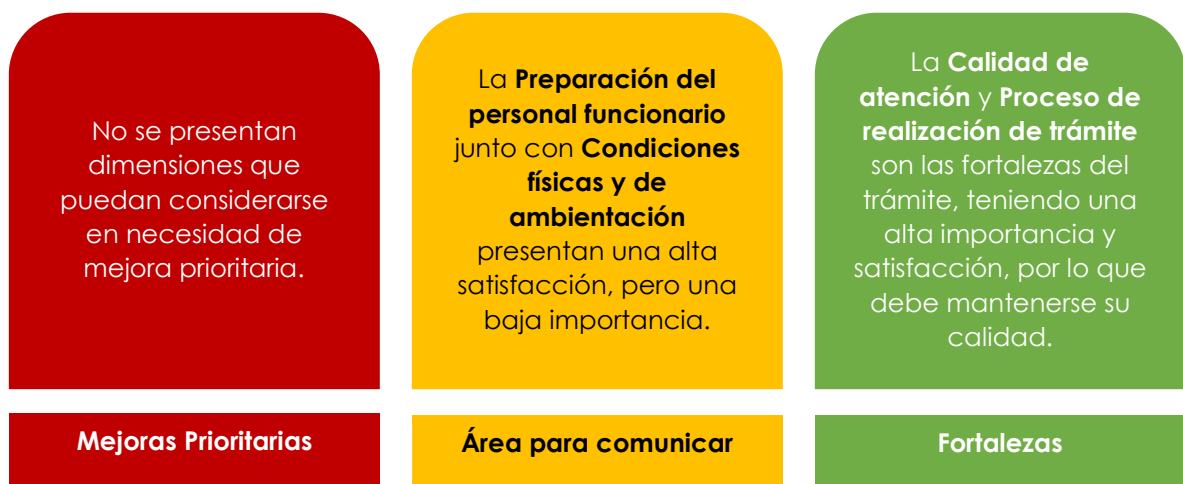 No se presentan
dimensiones que
puedan considerarse
en necesidad de
mejora prioritaria.
Mejoras Prioritarias
La Preparación del
personal funcionario
junto con Condiciones
físicas y de
ambientación
presentan una alta
satisfacción, pero una
baja importancia.
Área para comunicar
La Calidad de
atención y Proceso de
realización de trámite
son las fortalezas del
trámite, teniendo una
alta importancia y
satisfacción, por lo que
debe mantenerse su
calidad.
Fortalezas